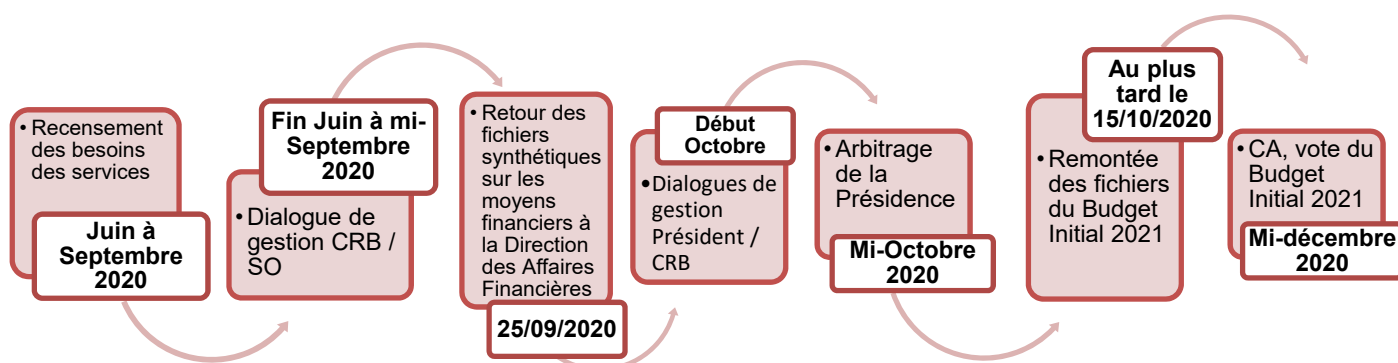 • Recensement
des besoins
des services
Juin à
Septembre
2020
Fin Juin à mi-
Septembre
2020
• Dialogue de
gestion CRB /
SO
• Retour des
fichiers
synthétiques
sur les
moyens
financiers à
la Direction
des Affaires
Financières
25/09/2020
Début
Octobre
• Dialogues de
gestion
Président /
CRB
• Arbitrage
de la
Présidence
Mi-Octobre
2020
Au plus
tard le
15/10/2020
• Remontée
des fichiers
du Budget
Initial 2021
• CA, vote du
Budget
Initial 2021
Mi-décembre
2020